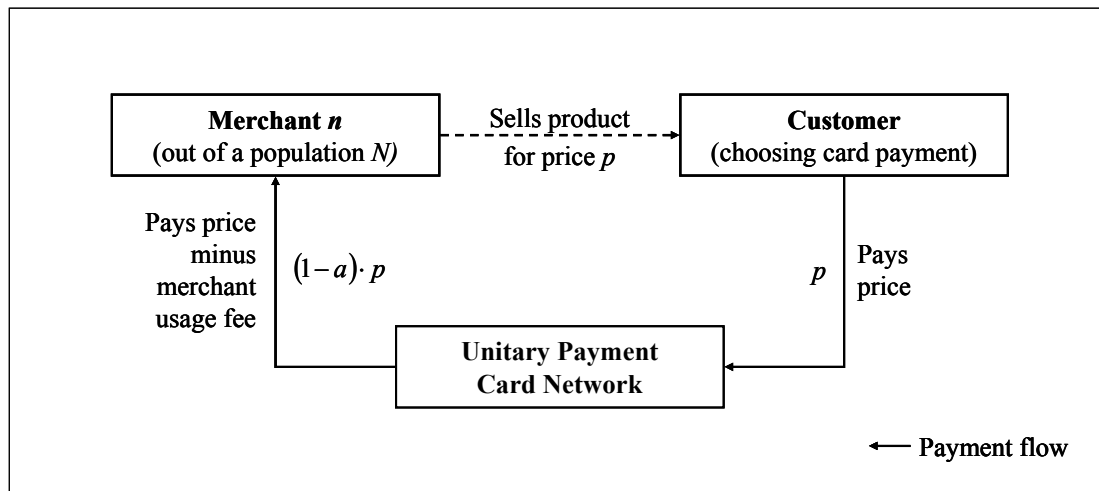 Merchant n
(out of a population N)
Sells product
for price p
Customer
(choosing card payment)
Pays price
minus
merchant
usage fee
(1−a)·p
p
Pays
price
Unitary Payment
Card Network
Payment flow